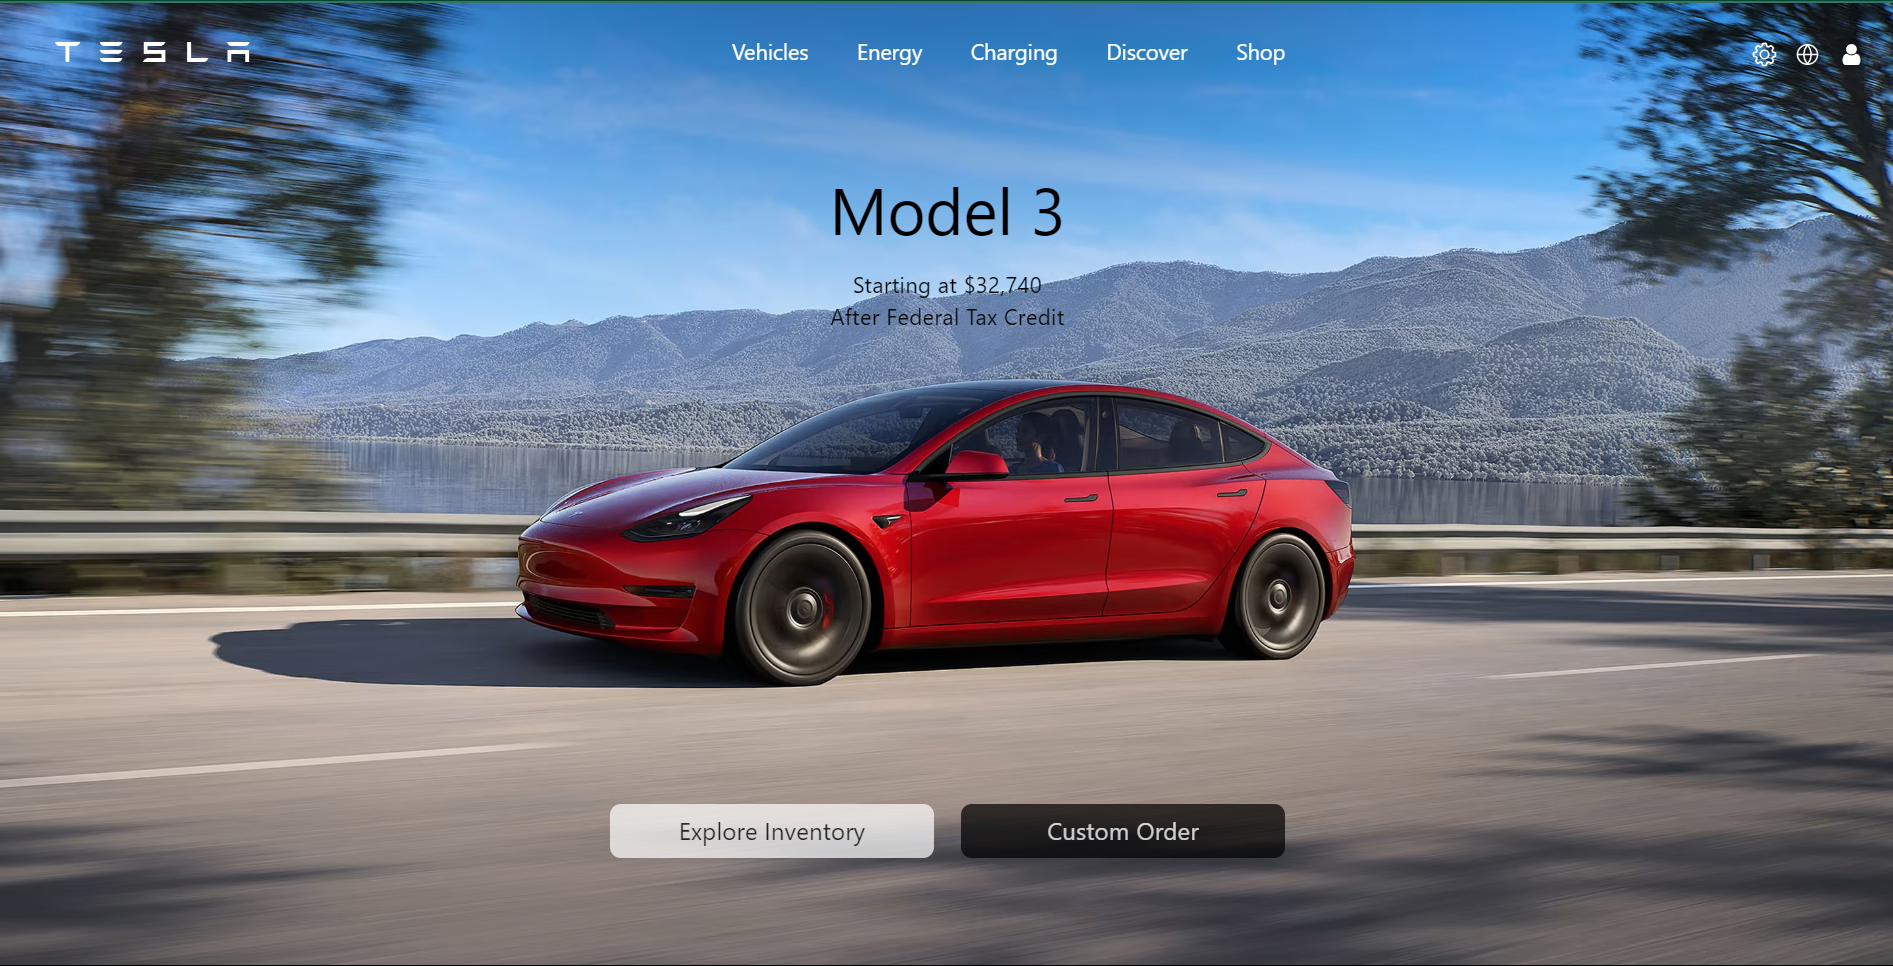 TESLA
Vehicles Energy Charging Discover Shop
Model 3
Starting at $32,740
After Federal Tax Credit
Explore Inventory
Custom Order